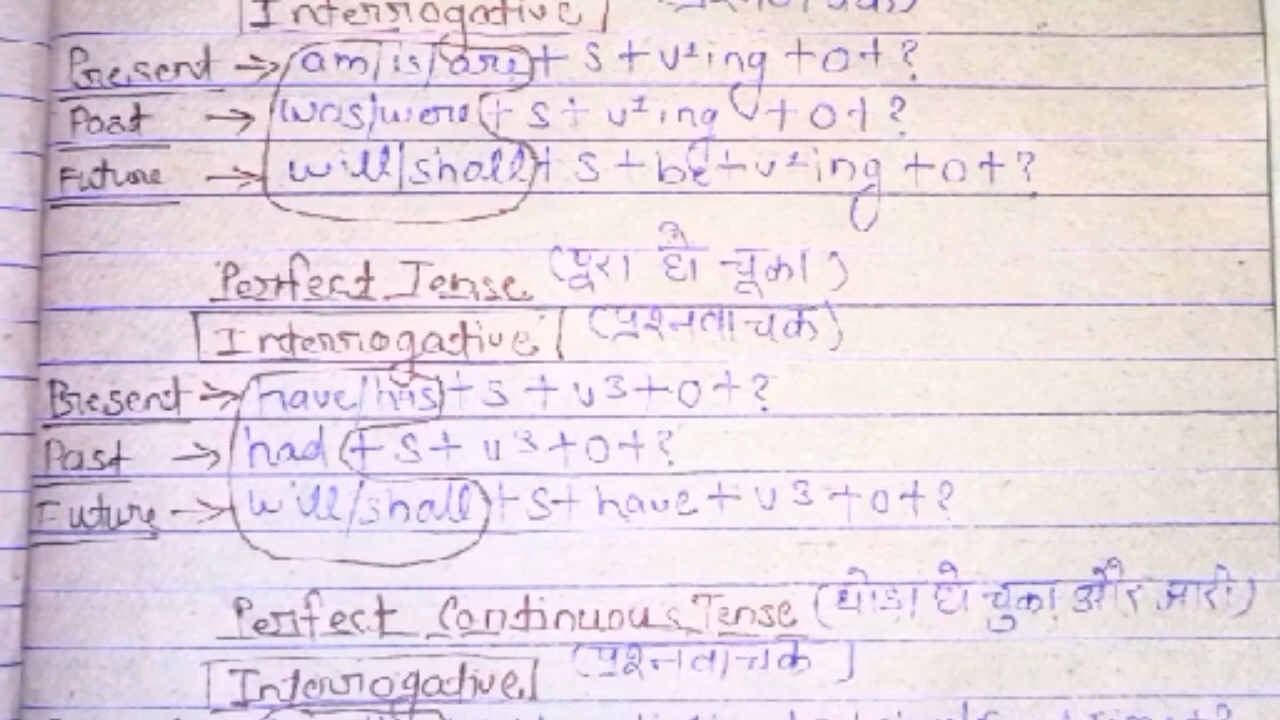 Interrogative
Present → am/is/are + S + v¹ing + o + ?
Past → was/were + S + v¹ing + o + ?
Future → will/shall + S + be + v¹ing + o + ?
Perfect Tense (पूरा हो चूका)
Interrogative (प्रश्नवाचक)
Present → have/has + S + v3 + o + ?
Past → had + S + v3 + o + ?
Future → will/shall + S + have + v3 + o + ?
Perfect Continuous Tense (थोडा हो चुका और जारी)
Interrogative (प्रश्नवाचक)